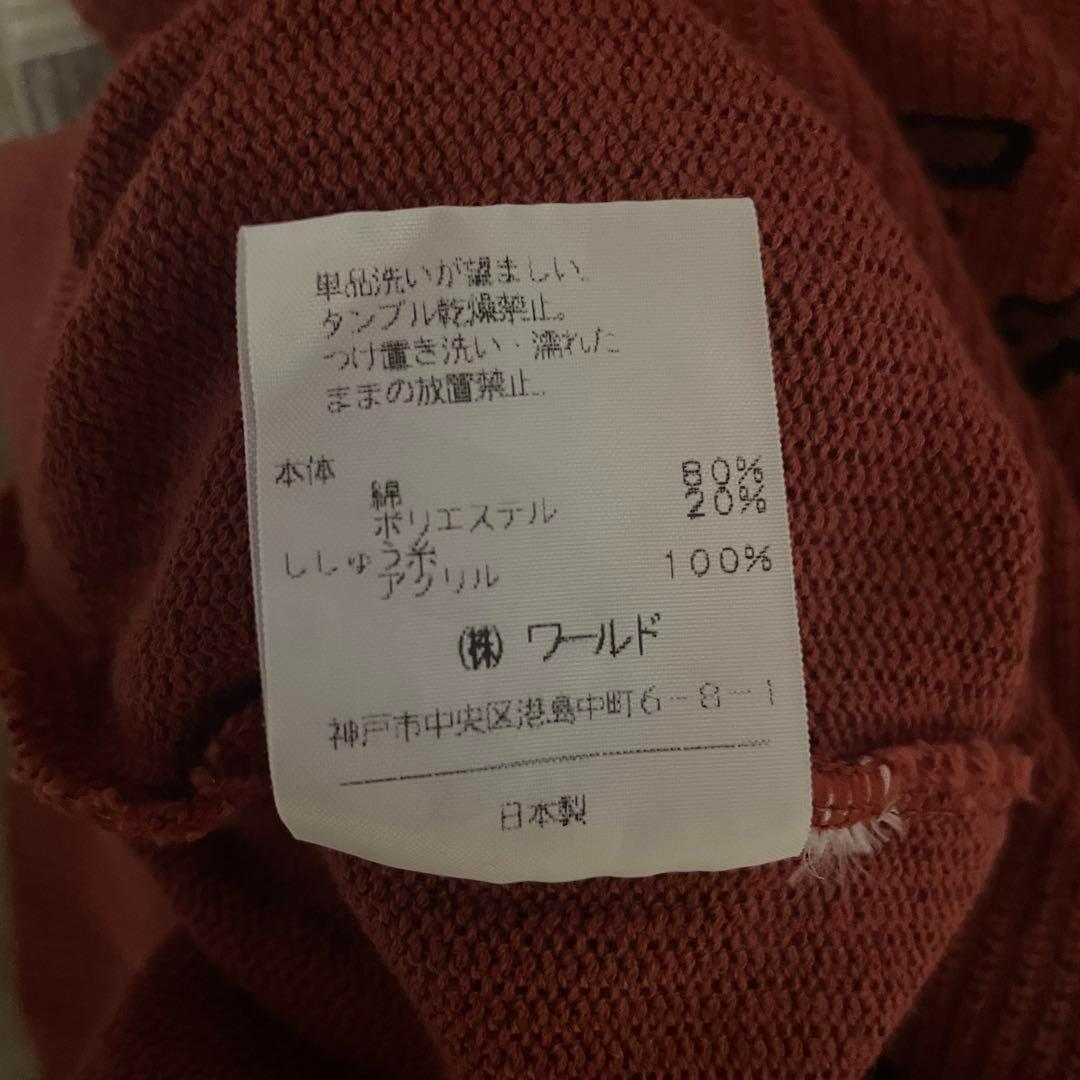 単品洗いが望ましい。
タンブル乾燥禁止。
つけ置き洗い・濡れた
ままの放置禁止。
本体
綿 80%
ポリエステル 20%
ししゅう糸
アクリル 100%
㈱ ワールド
神戸市中央区港島中町6-8-1
日本製